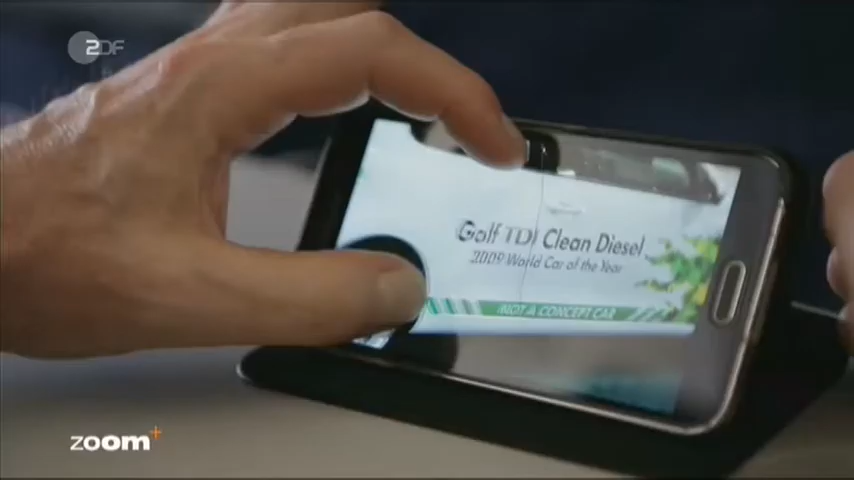 2DF
Golf TDI Clean Diesel
2009 World Car of the Year
NOT A CONCEPT CAR
zoom+